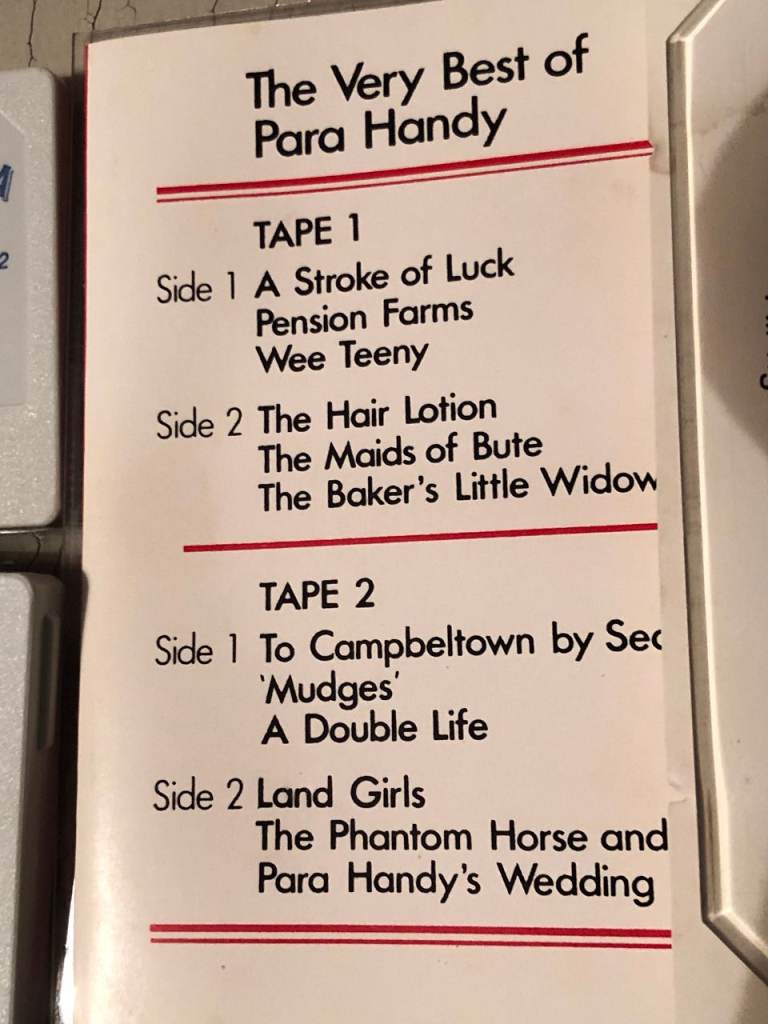 The Very Best of
Para Handy
TAPE 1
Side 1 A Stroke of Luck
Pension Farms
Wee Teeny
Side 2 The Hair Lotion
The Maids of Bute
The Baker's Little Widow
TAPE 2
Side 1 To Campbeltown by Sea
'Mudges'
A Double Life
Side 2 Land Girls
The Phantom Horse and
Para Handy's Wedding
2